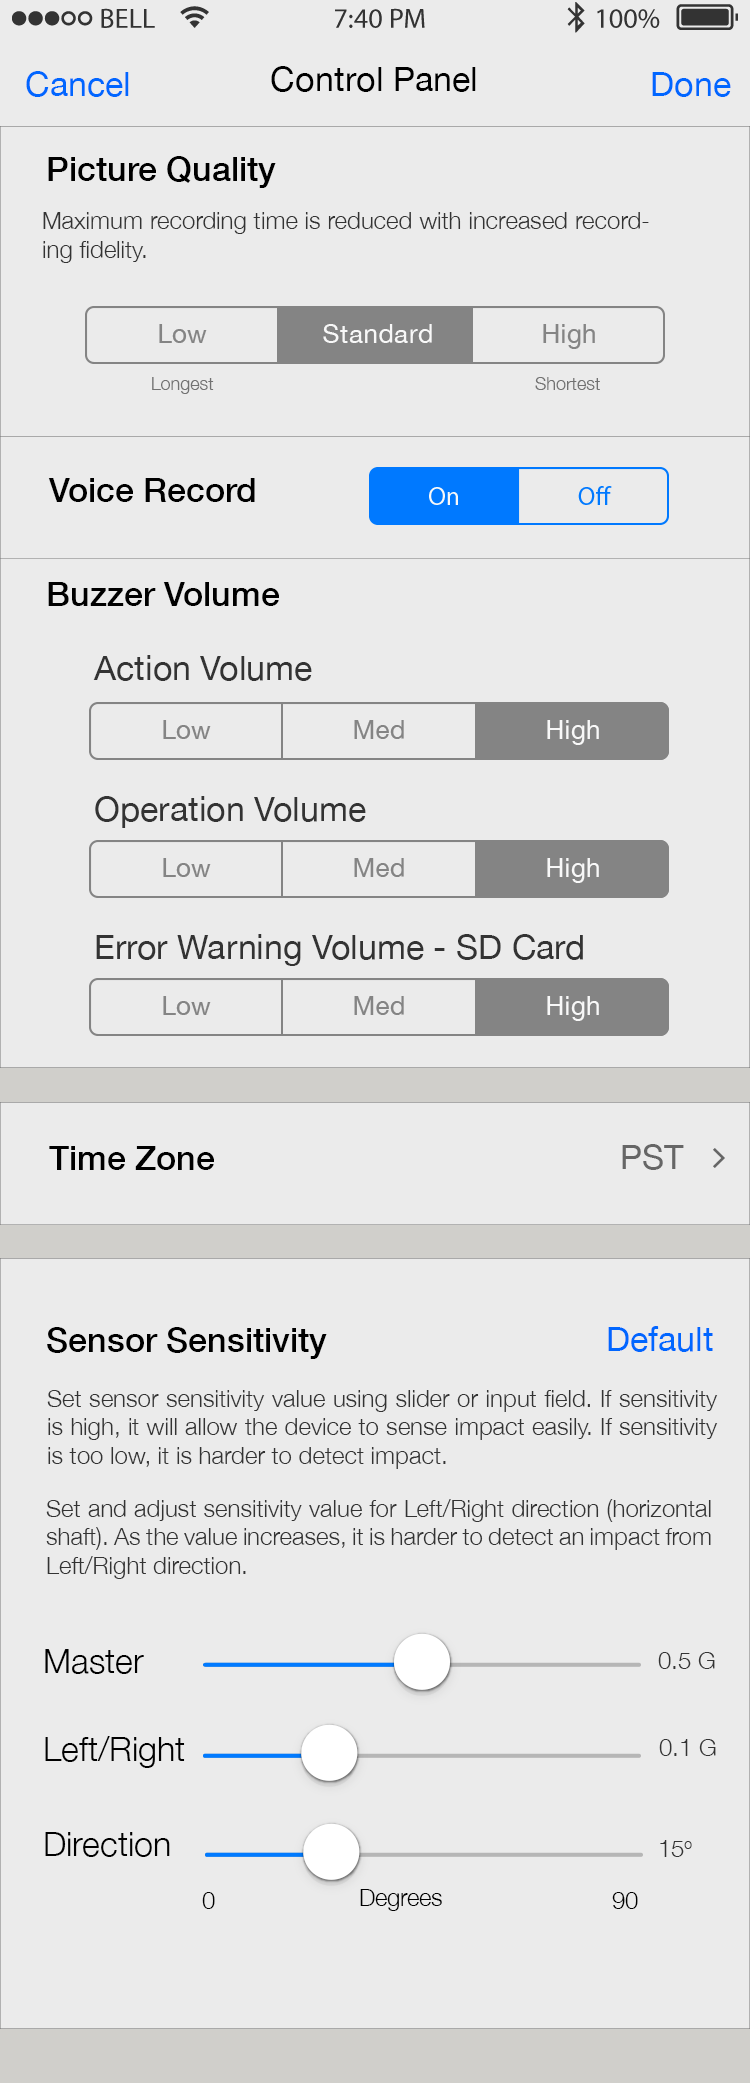 BELL 7:40 PM 100%
Cancel Control Panel Done
Picture Quality
Maximum recording time is reduced with increased record-
ing fidelity.
Low Standard High
Longest Shortest
Voice Record On Off
Buzzer Volume
Action Volume
Low Med High
Operation Volume
Low Med High
Error Warning Volume - SD Card
Low Med High
Time Zone PST
Sensor Sensitivity Default
Set sensor sensitivity value using slider or input field. If sensitivity
is high, it will allow the device to sense impact easily. If sensitivity
is too low, it is harder to detect impact.
Set and adjust sensitivity value for Left/Right direction (horizontal
shaft). As the value increases, it is harder to detect an impact from
Left/Right direction.
Master 0.5 G
Left/Right 0.1 G
Direction 15º
0 Degrees 90